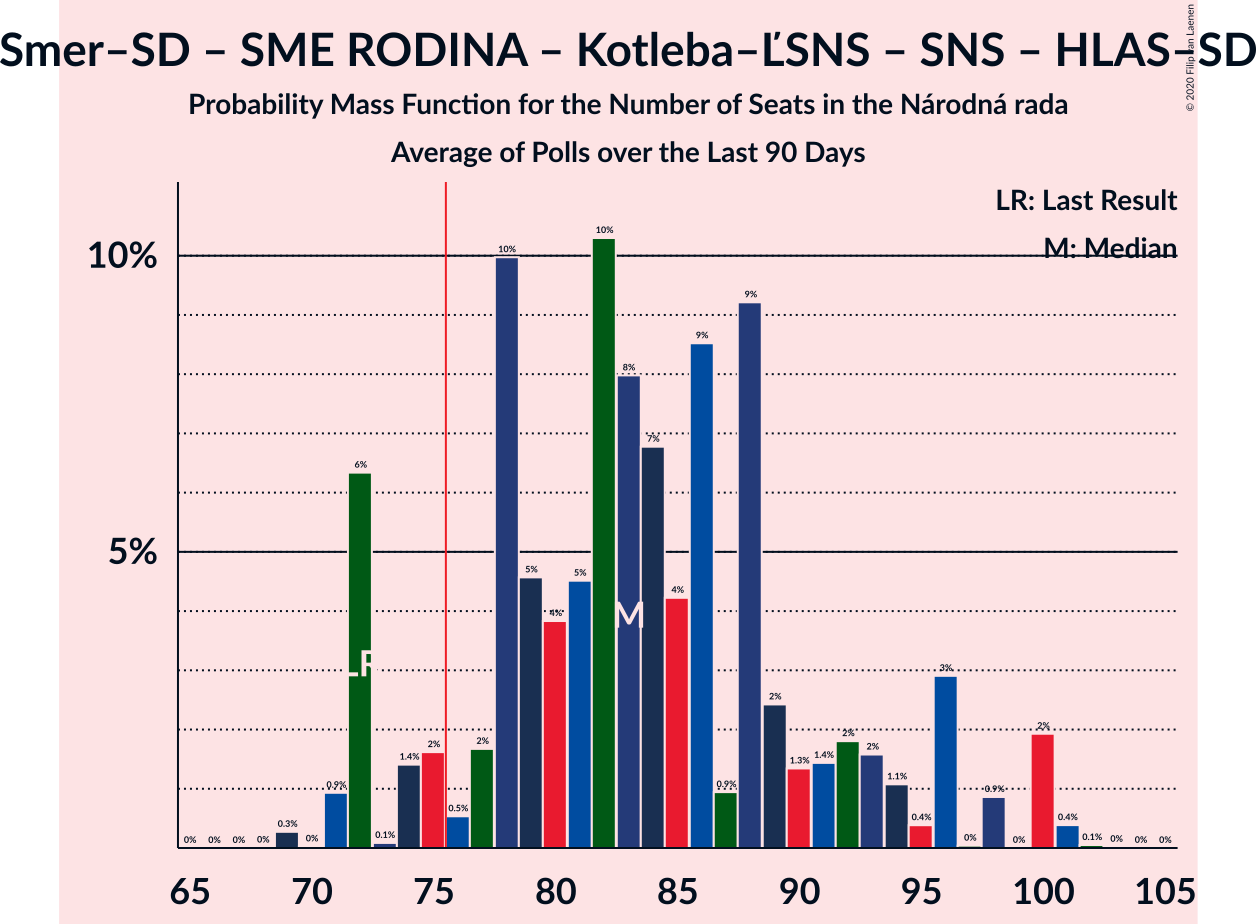 Smer–SD – SME RODINA – Kotleba–ĽSNS – SNS – HLAS–SD
Probability Mass Function for the Number of Seats in the Národná rada
Average of Polls over the Last 90 Days
© 2020 Filip van Laenen
LR: Last Result
M: Median
10%
5%
0% 0% 0% 0% 0.3% 0% 0.9% 6% 0.1% 1.4% 2% 0.5% 2% 10% 5% 4% 5% 10% 8% 7% 4% 9% 0.9% 9% 2% 1.3% 1.4% 2% 2% 1.1% 0.4% 3% 0% 0.9% 0% 2% 0.4% 0.1% 0% 0% 0%
LR
M
65 70 75 80 85 90 95 100 105